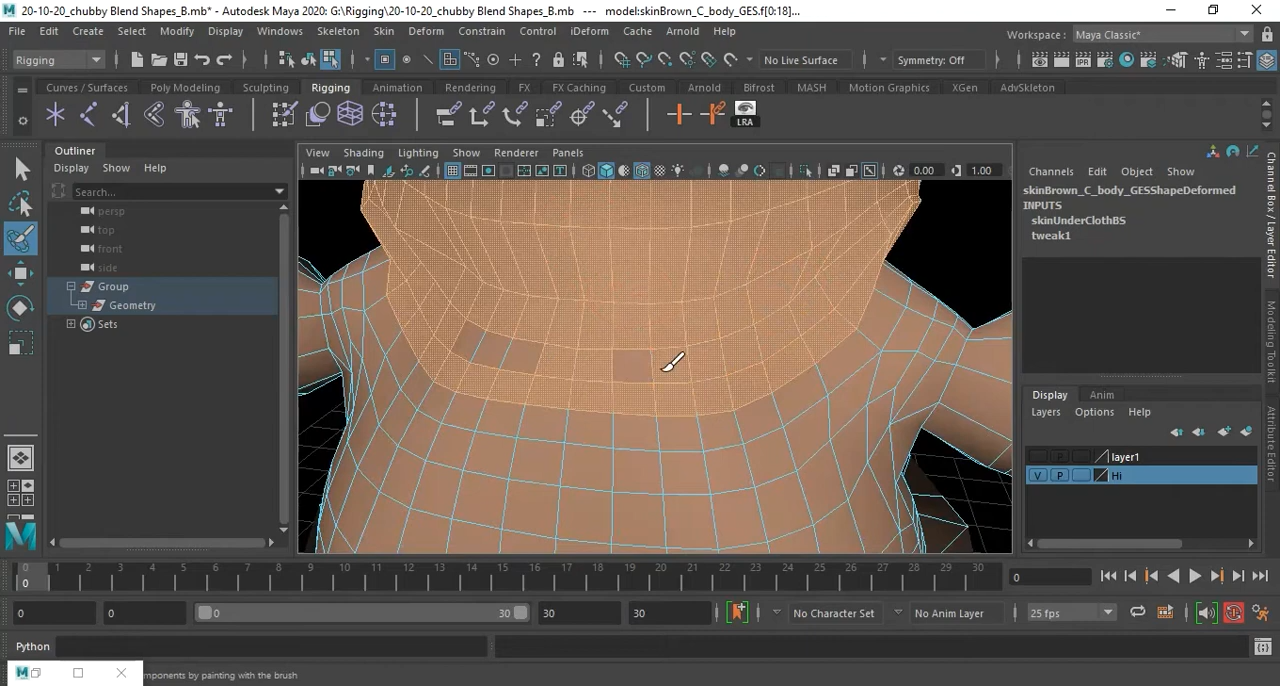 20-10-20_chubby Blend Shapes_B.mb* - Autodesk Maya 2020: G:\Rigging\20-10-20_chubby Blend Shapes_B.mb --- model:skinBrown_C_body_GES.f[0:18]...
File Edit Create Select Modify Display Windows Skeleton Skin Deform Constrain Control iDeform Cache Arnold Help
Workspace : Maya Classic*
Rigging No Live Surface Symmetry: Off
Curves / Surfaces Poly Modeling Sculpting Rigging Animation Rendering FX FX Caching Custom Arnold Bifrost MASH Motion Graphics XGen AdvSkeleton
LRA
Outliner
Display Show Help
Search...
persp
top
front
side
Group
Geometry
Sets
View Shading Lighting Show Renderer Panels
0.00 1.00
Channels Edit Object Show
skinBrown_C_body_GESShapeDeformed
INPUTS
skinUnderClothBS
tweak1
Display Anim
Layers Options Help
layer1
V P Hi
Channel Box / Layer Editor
Modeling Toolkit
Attribute Editor
0 1 2 3 4 5 6 7 8 9 10 11 12 13 14 15 16 17 18 19 20 21 22 23 24 25 26 27 28 29 30
0 0
0 0 0 30 30 30 No Character Set No Anim Layer 25 fps
Python
omponents by painting with the brush